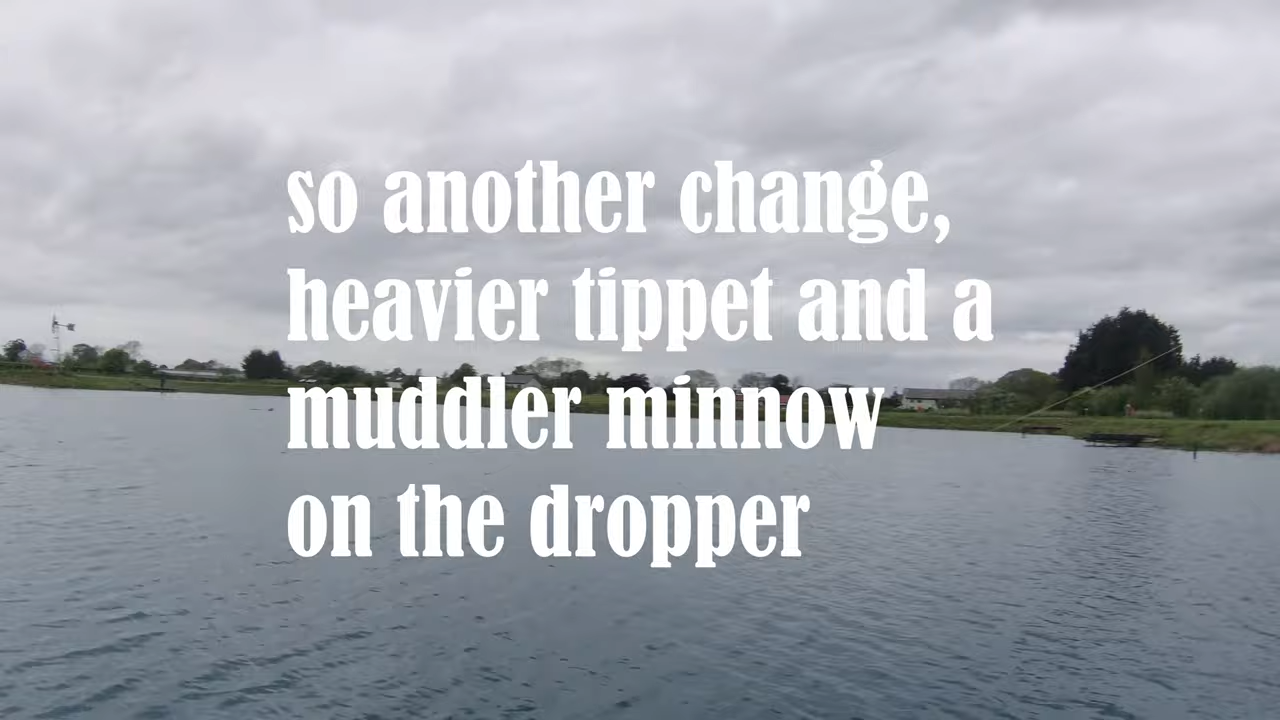 so another change,
heavier tippet and a
muddler minnow
on the dropper